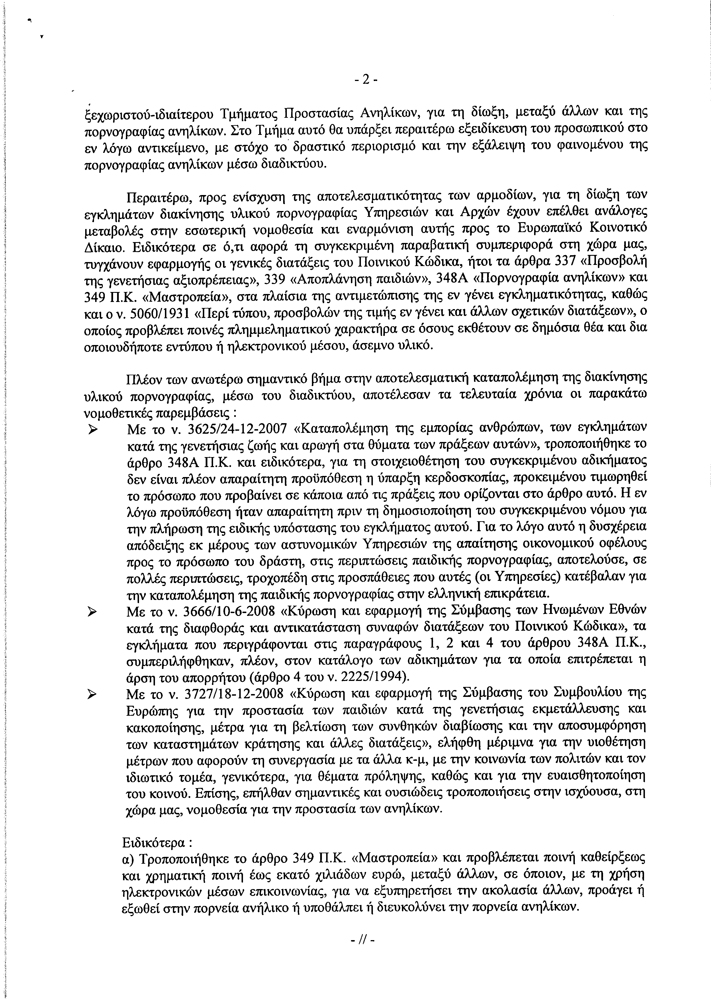 - 2 -
ξεχωριστού-ιδιαίτερου Τμήματος Προστασίας Ανηλίκων, για τη δίωξη, μεταξύ άλλων και της
πορνογραφίας ανηλίκων. Στο Τμήμα αυτό θα υπάρξει περαιτέρω εξειδίκευση του προσωπικού στο
εν λόγω αντικείμενο, με στόχο το δραστικό περιορισμό και την εξάλειψη του φαινομένου της
πορνογραφίας ανηλίκων μέσω διαδικτύου.
Περαιτέρω, προς ενίσχυση της αποτελεσματικότητας των αρμοδίων, για τη δίωξη των
εγκλημάτων διακίνησης υλικού πορνογραφίας Υπηρεσιών και Αρχών έχουν επέλθει ανάλογες
μεταβολές στην εσωτερική νομοθεσία και εναρμόνιση αυτής προς το Ευρωπαϊκό Κοινοτικό
Δίκαιο. Ειδικότερα σε ό,τι αφορά τη συγκεκριμένη παραβατική συμπεριφορά στη χώρα μας,
τυγχάνουν εφαρμογής οι γενικές διατάξεις του Ποινικού Κώδικα, ήτοι τα άρθρα 337 «Προσβολή
της γενετήσιας αξιοπρέπειας», 339 «Αποπλάνηση παιδιών», 348Α «Πορνογραφία ανηλίκων» και
349 Π.Κ. «Μαστροπεία», στα πλαίσια της αντιμετώπισης της εν γένει εγκληματικότητας, καθώς
και ο ν. 5060/1931 «Περί τύπου, προσβολών της τιμής εν γένει και άλλων σχετικών διατάξεων», ο
οποίος προβλέπει ποινές πλημμεληματικού χαρακτήρα σε όσους εκθέτουν σε δημόσια θέα και δια
οποιουδήποτε εντύπου ή ηλεκτρονικού μέσου, άσεμνο υλικό.
Πλέον των ανωτέρω σημαντικό βήμα στην αποτελεσματική καταπολέμηση της διακίνησης
υλικού πορνογραφίας, μέσω του διαδικτύου, αποτέλεσαν τα τελευταία χρόνια οι παρακάτω
νομοθετικές παρεμβάσεις :
➢ Με το ν. 3625/24-12-2007 «Καταπολέμηση της εμπορίας ανθρώπων, των εγκλημάτων
κατά της γενετήσιας ζωής και αρωγή στα θύματα των πράξεων αυτών», τροποποιήθηκε το
άρθρο 348Α Π.Κ. και ειδικότερα, για τη στοιχειοθέτηση του συγκεκριμένου αδικήματος
δεν είναι πλέον απαραίτητη προϋπόθεση η ύπαρξη κερδοσκοπίας, προκειμένου τιμωρηθεί
το πρόσωπο που προβαίνει σε κάποια από τις πράξεις που ορίζονται στο άρθρο αυτό. Η εν
λόγω προϋπόθεση ήταν απαραίτητη πριν τη δημοσιοποίηση του συγκεκριμένου νόμου για
την πλήρωση της ειδικής υπόστασης του εγκλήματος αυτού. Για το λόγο αυτό η δυσχέρεια
απόδειξης εκ μέρους των αστυνομικών Υπηρεσιών της απαίτησης οικονομικού οφέλους
προς το πρόσωπο του δράστη, στις περιπτώσεις παιδικής πορνογραφίας, αποτελούσε, σε
πολλές περιπτώσεις, τροχοπέδη στις προσπάθειες που αυτές (οι Υπηρεσίες) κατέβαλαν για
την καταπολέμηση της παιδικής πορνογραφίας στην ελληνική επικράτεια.
➢ Με το ν. 3666/10-6-2008 «Κύρωση και εφαρμογή της Σύμβασης των Ηνωμένων Εθνών
κατά της διαφθοράς και αντικατάσταση συναφών διατάξεων του Ποινικού Κώδικα», τα
εγκλήματα που περιγράφονται στις παραγράφους 1, 2 και 4 του άρθρου 348Α Π.Κ.,
συμπεριλήφθηκαν, πλέον, στον κατάλογο των αδικημάτων για τα οποία επιτρέπεται η
άρση του απορρήτου (άρθρο 4 του ν. 2225/1994).
➢ Με το ν. 3727/18-12-2008 «Κύρωση και εφαρμογή της Σύμβασης του Συμβουλίου της
Ευρώπης για την προστασία των παιδιών κατά της γενετήσιας εκμετάλλευσης και
κακοποίησης, μέτρα για τη βελτίωση των συνθηκών διαβίωσης και την αποσυμφόρηση
των καταστημάτων κράτησης και άλλες διατάξεις», ελήφθη μέριμνα για την υιοθέτηση
μέτρων που αφορούν τη συνεργασία με τα άλλα κ-μ, με την κοινωνία των πολιτών και τον
ιδιωτικό τομέα, γενικότερα, για θέματα πρόληψης, καθώς και για την ευαισθητοποίηση
του κοινού. Επίσης, επήλθαν σημαντικές και ουσιώδεις τροποποιήσεις στην ισχύουσα, στη
χώρα μας, νομοθεσία για την προστασία των ανηλίκων.
Ειδικότερα :
α) Τροποποιήθηκε το άρθρο 349 Π.Κ. «Μαστροπεία» και προβλέπεται ποινή καθείρξεως
και χρηματική ποινή έως εκατό χιλιάδων ευρώ, μεταξύ άλλων, σε όποιον, με τη χρήση
ηλεκτρονικών μέσων επικοινωνίας, για να εξυπηρετήσει την ακολασία άλλων, προάγει ή
εξωθεί στην πορνεία ανήλικο ή υποθάλπει ή διευκολύνει την πορνεία ανηλίκων.
- // -